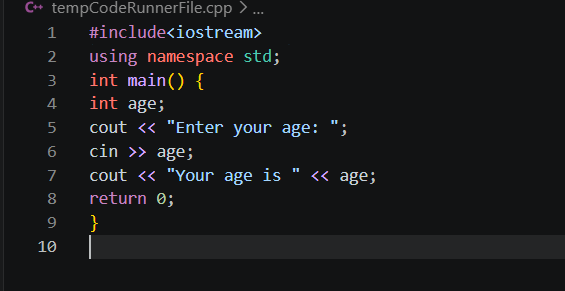 C++ tempCodeRunnerFile.cpp > ...
1 #include<iostream>
2 using namespace std;
3 int main() {
4 int age;
5 cout << "Enter your age: ";
6 cin >> age;
7 cout << "Your age is " << age;
8 return 0;
9 }
10